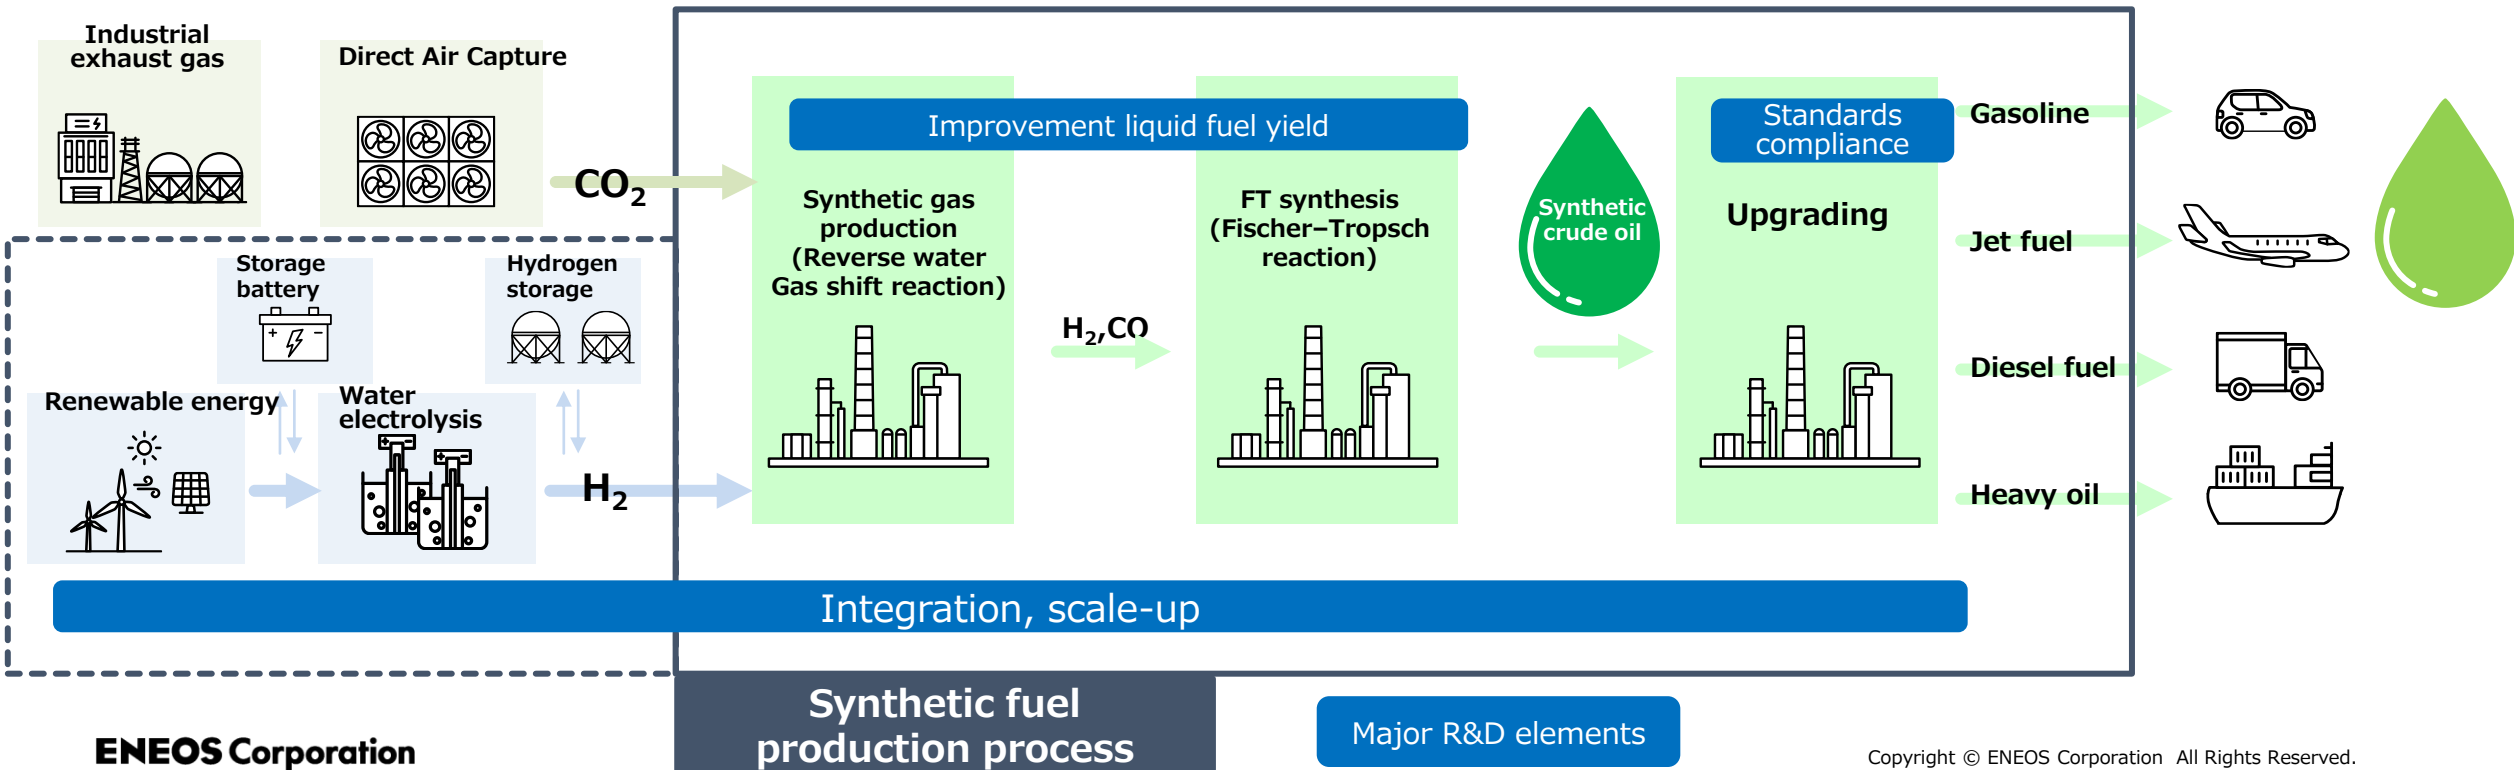 Industrial
exhaust gas
Direct Air Capture
CO₂
Storage
battery
Hydrogen
storage
Renewable energy
Water
electrolysis
H₂
Improvement liquid fuel yield
Synthetic gas
production
(Reverse water
Gas shift reaction)
H₂,CO
FT synthesis
(Fischer–Tropsch
reaction)
Synthetic
crude oil
Standards
compliance
Upgrading
Gasoline
Jet fuel
Diesel fuel
Heavy oil
Integration, scale-up
Synthetic fuel
production process
Major R&D elements
ENEOS Corporation
Copyright © ENEOS Corporation All Rights Reserved.